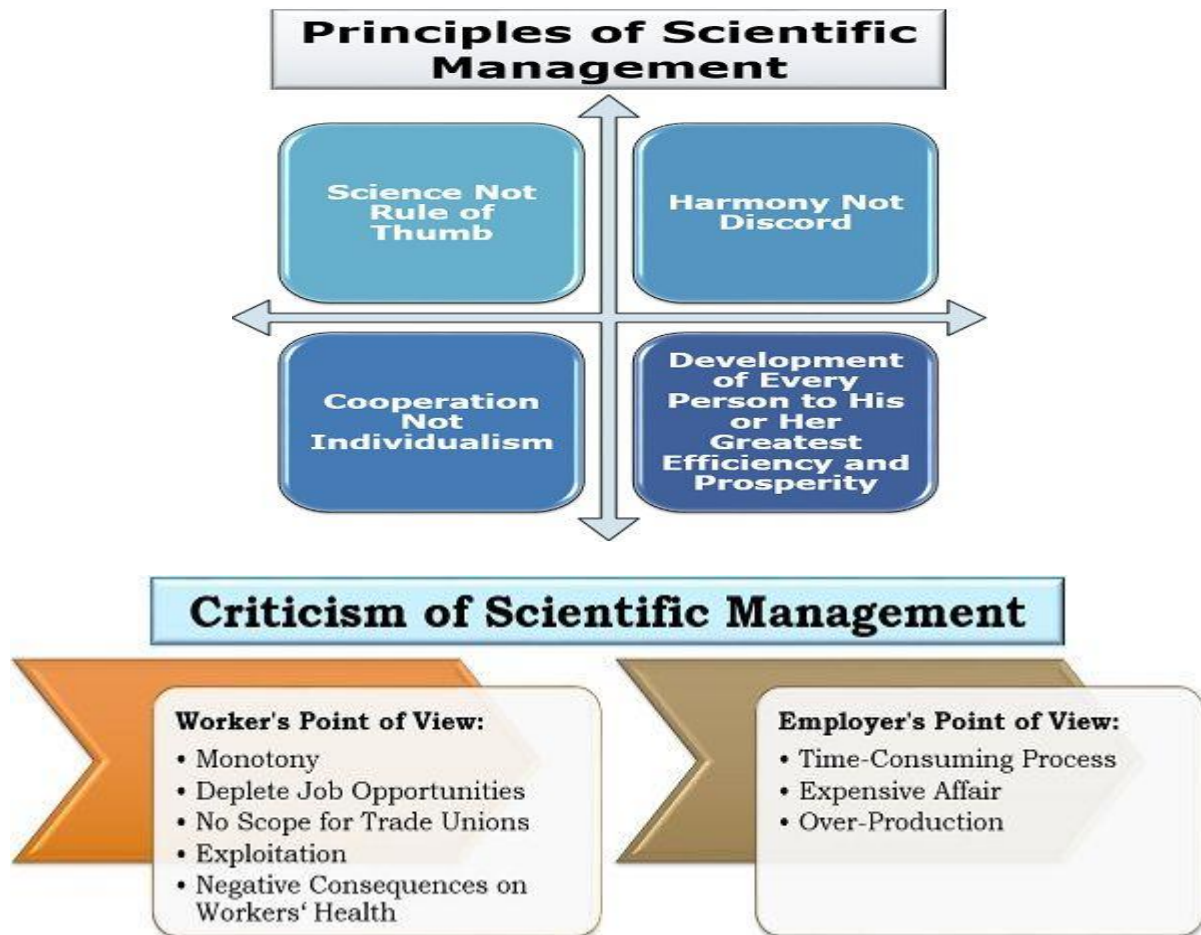 Principles of Scientific
Management
Science Not
Rule of
Thumb
Harmony Not
Discord
Cooperation
Not
Individualism
Development
of Every
Person to His
or Her
Greatest
Efficiency and
Prosperity
Criticism of Scientific Management
Worker's Point of View:
• Monotony
• Deplete Job Opportunities
• No Scope for Trade Unions
• Exploitation
• Negative Consequences on
Workers‘ Health
Employer's Point of View:
• Time-Consuming Process
• Expensive Affair
• Over-Production